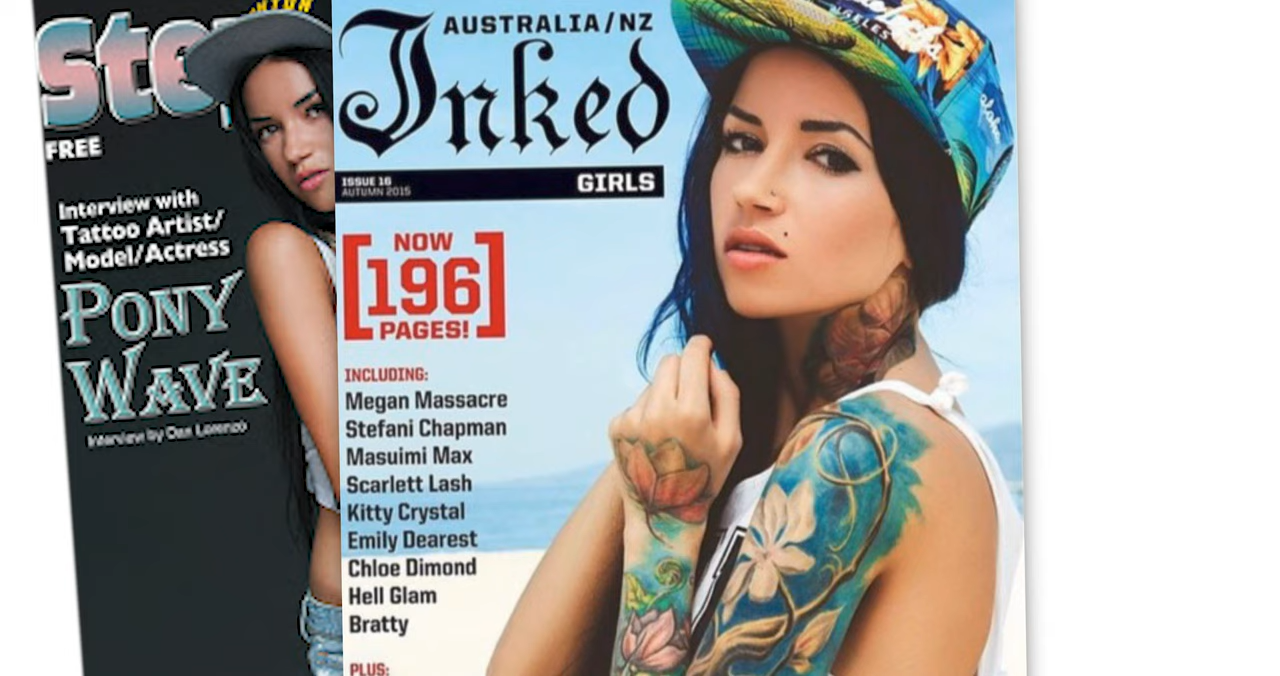 FREE
Interview with
Tattoo Artist/
Model/Actress
PONY
WAVE
Interview by Dan Lorenzo
AUSTRALIA/NZ
Inked
ISSUE 16
AUTUMN 2015
GIRLS
NOW
196
PAGES!
INCLUDING:
Megan Massacre
Stefani Chapman
Masuimi Max
Scarlett Lash
Kitty Crystal
Emily Dearest
Chloe Dimond
Hell Glam
Bratty
PLUS:
aloha